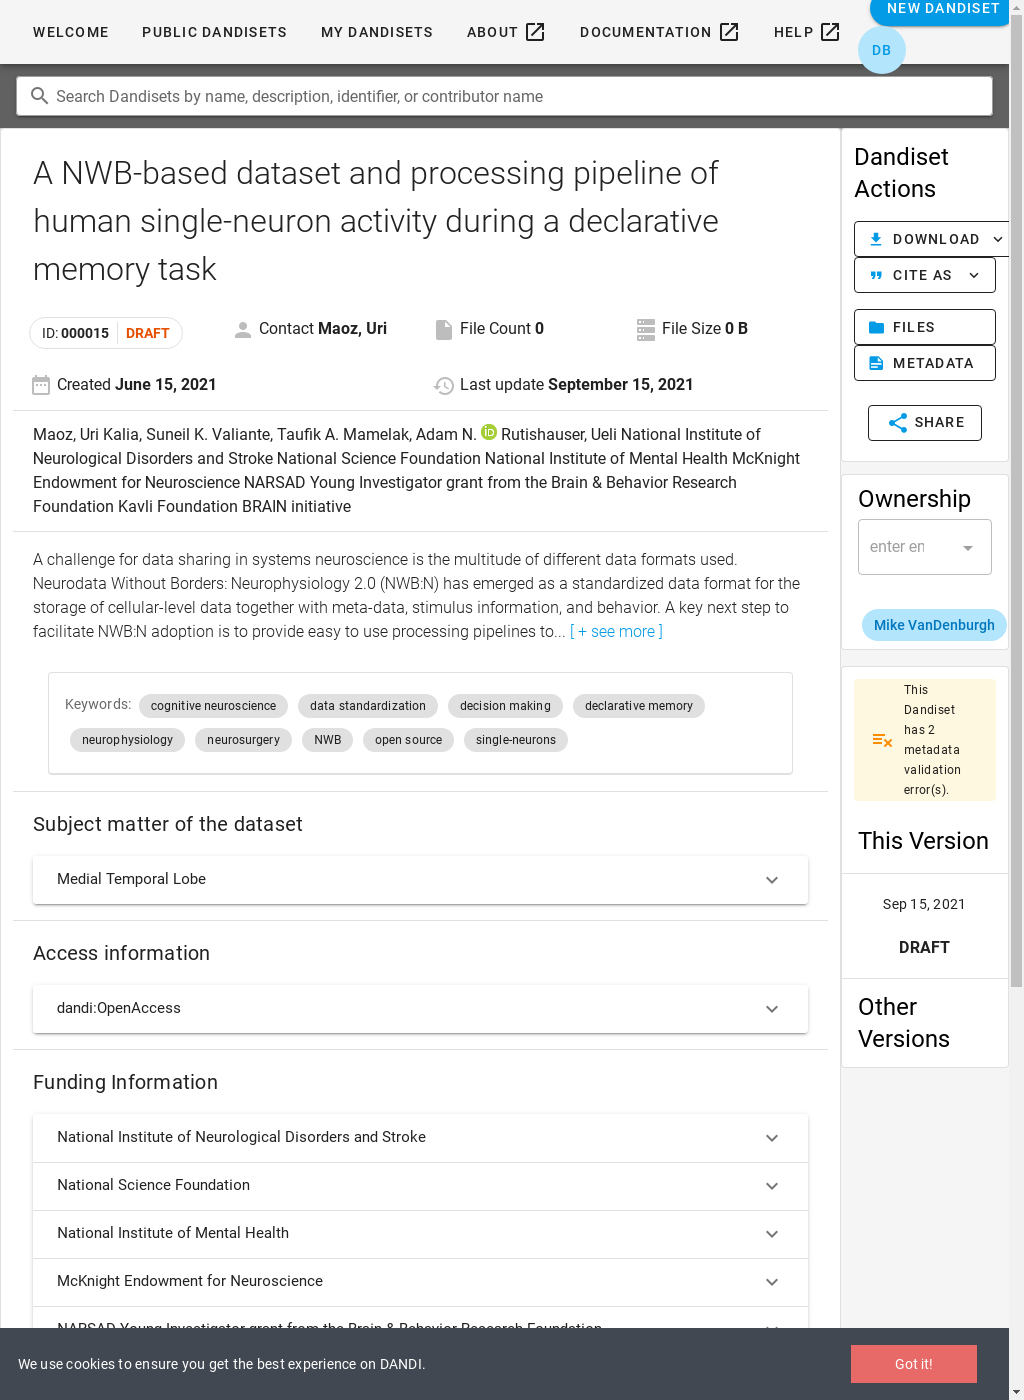 NEW DANDISET
WELCOME PUBLIC DANDISETS MY DANDISETS ABOUT DOCUMENTATION HELP
DB
Search Dandisets by name, description, identifier, or contributor name
A NWB-based dataset and processing pipeline of
human single-neuron activity during a declarative
memory task
ID: 000015 DRAFT
Contact Maoz, Uri
File Count 0
File Size 0 B
Created June 15, 2021
Last update September 15, 2021
Maoz, Uri Kalia, Suneil K. Valiante, Taufik A. Mamelak, Adam N. iD Rutishauser, Ueli National Institute of
Neurological Disorders and Stroke National Science Foundation National Institute of Mental Health McKnight
Endowment for Neuroscience NARSAD Young Investigator grant from the Brain & Behavior Research
Foundation Kavli Foundation BRAIN initiative
A challenge for data sharing in systems neuroscience is the multitude of different data formats used.
Neurodata Without Borders: Neurophysiology 2.0 (NWB:N) has emerged as a standardized data format for the
storage of cellular-level data together with meta-data, stimulus information, and behavior. A key next step to
facilitate NWB:N adoption is to provide easy to use processing pipelines to... [ + see more ]
Keywords: cognitive neuroscience data standardization decision making declarative memory
neurophysiology neurosurgery NWB open source single-neurons
Subject matter of the dataset
Medial Temporal Lobe
Access information
dandi:OpenAccess
Funding Information
National Institute of Neurological Disorders and Stroke
National Science Foundation
National Institute of Mental Health
McKnight Endowment for Neuroscience
NARSAD Young Investigator grant from the Brain & Behavior Research Foundation
Dandiset
Actions
DOWNLOAD
CITE AS
FILES
METADATA
SHARE
Ownership
enter en
Mike VanDenburgh
This
Dandiset
has 2
metadata
validation
error(s).
This Version
Sep 15, 2021
DRAFT
Other
Versions
We use cookies to ensure you get the best experience on DANDI.
Got it!